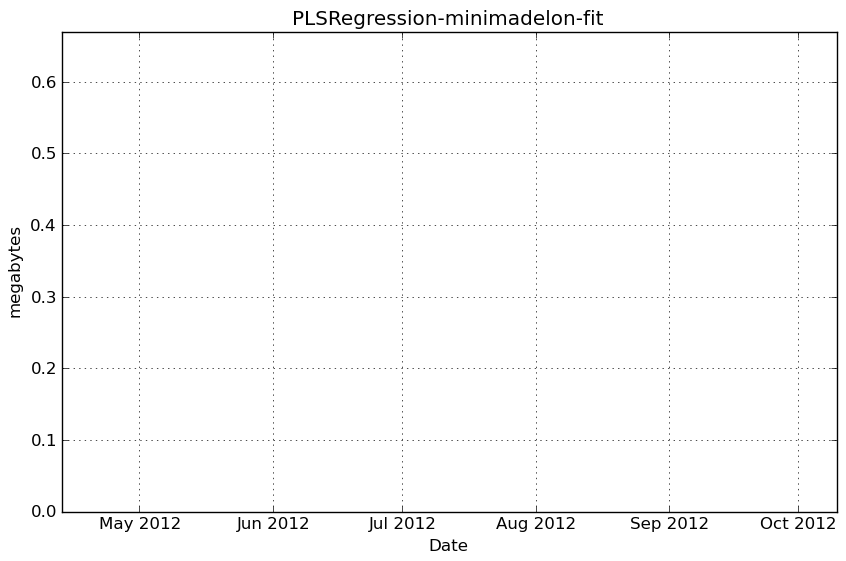 PLSRegression-minimadelon-fit
0.6
0.5
0.4
0.3
0.2
0.1
0.0
megabytes
May 2012 Jun 2012 Jul 2012 Aug 2012 Sep 2012 Oct 2012
Date